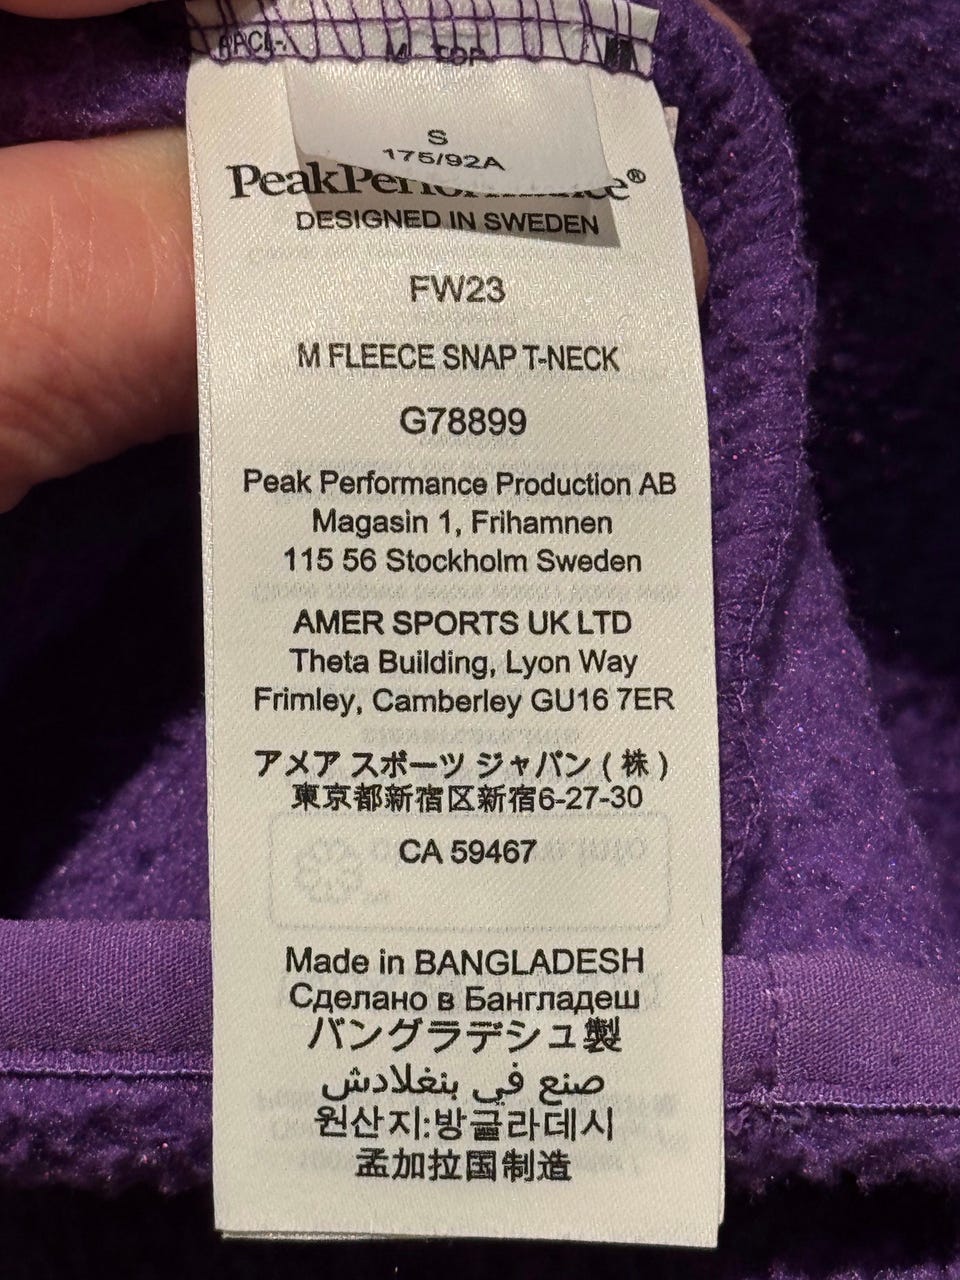 S
175/92A
PeakPerformance®
DESIGNED IN SWEDEN
FW23
M FLEECE SNAP T-NECK
G78899
Peak Performance Production AB
Magasin 1, Frihamnen
115 56 Stockholm Sweden
AMER SPORTS UK LTD
Theta Building, Lyon Way
Frimley, Camberley GU16 7ER
アメア スポーツ ジャパン ( 株 )
東京都新宿区新宿6-27-30
CA 59467
Made in BANGLADESH
Сделано в Бангладеш
バングラデシュ製
صنع في بنغلادش
원산지:방글라데시
孟加拉国制造